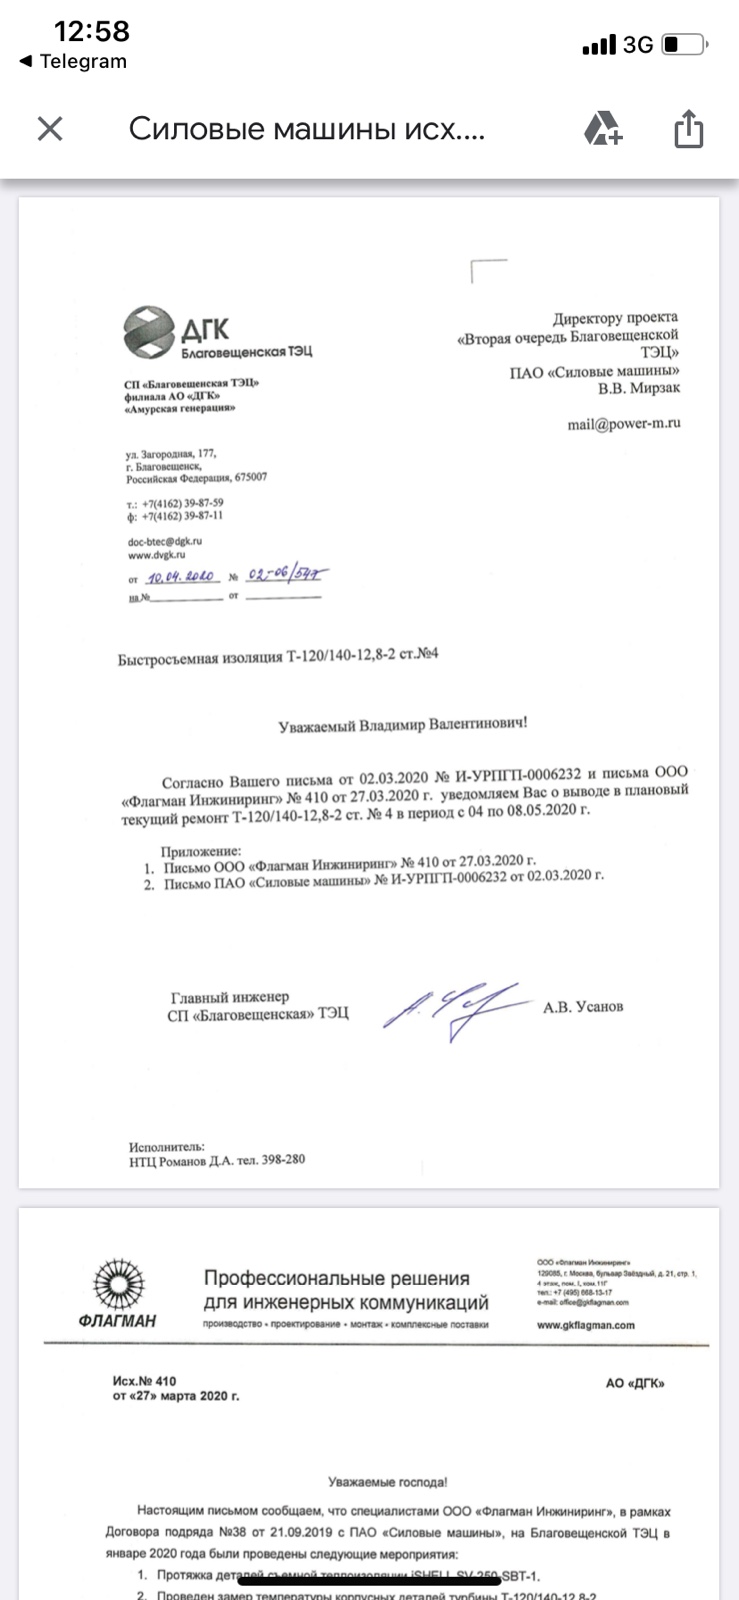 12:58
3G
◀ Telegram
Силовые машины исх....
ДГК
Благовещенская ТЭЦ
СП «Благовещенская ТЭЦ»
филиала АО «ДГК»
«Амурская генерация»
ул. Загородная, 177,
г. Благовещенск,
Российская Федерация, 675007
т.: +7(4162) 39-87-59
ф: +7(4162) 39-87-11
doc-btec@dgk.ru
www.dvgk.ru
от 10.04.2020 № 02-06/547
на № от
Директору проекта
«Вторая очередь Благовещенской
ТЭЦ»
ПАО «Силовые машины»
В.В. Мирзак
mail@power-m.ru
Быстросъемная изоляция Т-120/140-12,8-2 ст.№4
Уважаемый Владимир Валентинович!
Согласно Вашего письма от 02.03.2020 № И-УРПГП-0006232 и письма ООО
«Флагман Инжиниринг» № 410 от 27.03.2020 г. уведомляем Вас о выводе в плановый
текущий ремонт Т-120/140-12,8-2 ст. № 4 в период с 04 по 08.05.2020 г.
Приложение:
1. Письмо ООО «Флагман Инжиниринг» № 410 от 27.03.2020 г.
2. Письмо ПАО «Силовые машины» № И-УРПГП-0006232 от 02.03.2020 г.
Главный инженер
СП «Благовещенская» ТЭЦ
А.В. Усанов
Исполнитель:
НТЦ Романов Д.А. тел. 398-280
ФЛАГМАН
Профессиональные решения
для инженерных коммуникаций
производство • проектирование • монтаж • комплексные поставки
ООО «Флагман Инжиниринг»
129085, г. Москва, бульвар Звёздный, д. 21, стр. 1,
4 этаж, пом. I, ком. 11Г
тел.: +7 (495) 668-13-17
e-mail: office@gkflagman.com
www.gkflagman.com
Исх.№ 410
от «27» марта 2020 г.
АО «ДГК»
Уважаемые господа!
Настоящим письмом сообщаем, что специалистами ООО «Флагман Инжиниринг», в рамках
Договора подряда №38 от 21.09.2019 с ПАО «Силовые машины», на Благовещенской ТЭЦ в
январе 2020 года были проведены следующие мероприятия:
1. Протяжка деталей съемной теплоизоляции iSHELL SV-250-SBT-1.
2. Проведен замер температуры корпусных деталей турбины Т-120/140-12,8-2